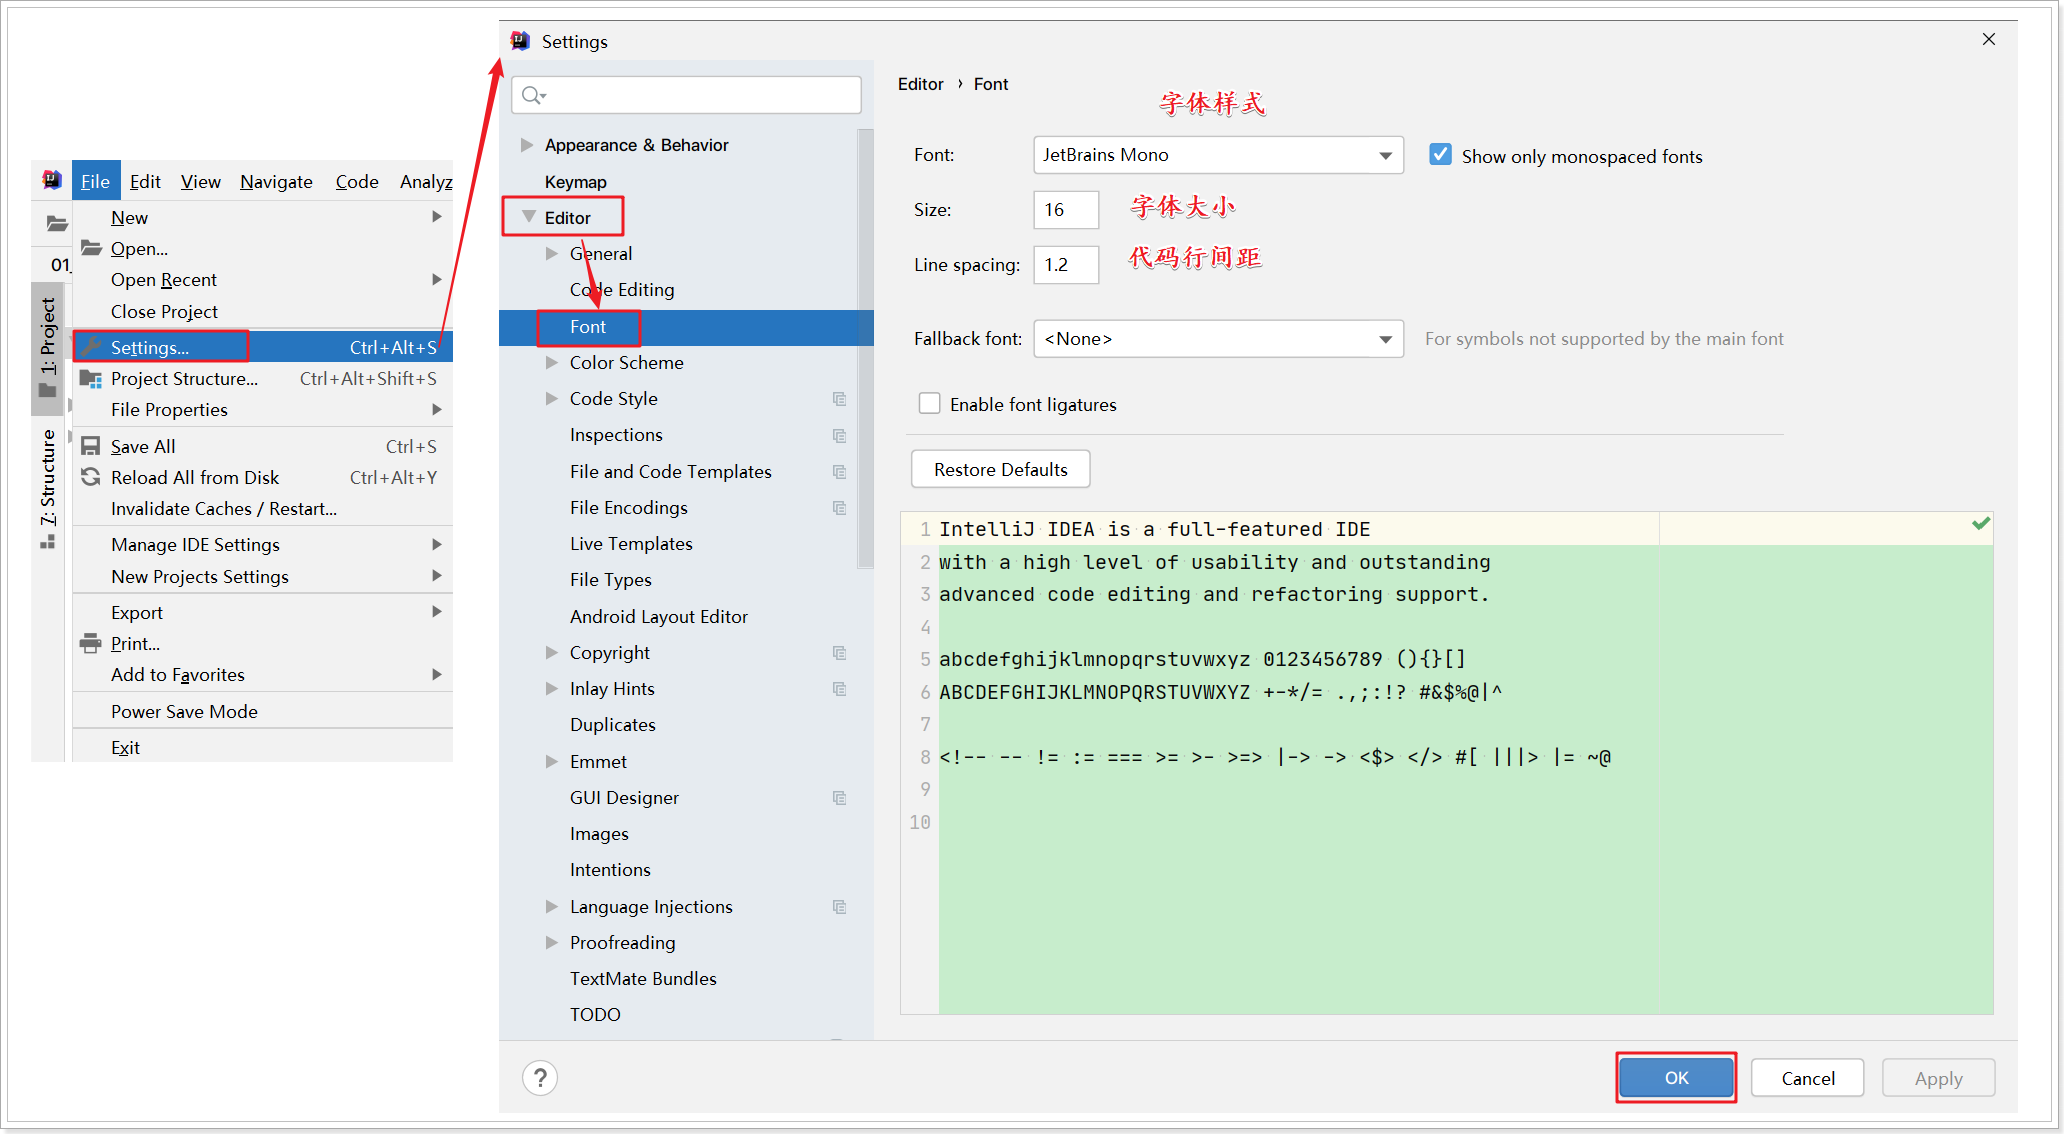 File Edit View Navigate Code Analyz
01
1: Project
7: Structure
New
Open...
Open Recent
Close Project
Settings... Ctrl+Alt+S
Project Structure... Ctrl+Alt+Shift+S
File Properties
Save All Ctrl+S
Reload All from Disk Ctrl+Alt+Y
Invalidate Caches / Restart...
Manage IDE Settings
New Projects Settings
Export
Print...
Add to Favorites
Power Save Mode
Exit
Settings
Appearance & Behavior
Keymap
Editor
General
Code Editing
Font
Color Scheme
Code Style
Inspections
File and Code Templates
File Encodings
Live Templates
File Types
Android Layout Editor
Copyright
Inlay Hints
Duplicates
Emmet
GUI Designer
Images
Intentions
Language Injections
Proofreading
TextMate Bundles
TODO
Editor › Font
字体样式
Font: JetBrains Mono Show only monospaced fonts
Size: 16 字体大小
Line spacing: 1.2 代码行间距
Fallback font: <None> For symbols not supported by the main font
Enable font ligatures
Restore Defaults
1 IntelliJ IDEA is a full-featured IDE
2 with a high level of usability and outstanding
3 advanced code editing and refactoring support.
4
5 abcdefghijklmnopqrstuvwxyz 0123456789 (){}[]
6 ABCDEFGHIJKLMNOPQRSTUVWXYZ +-*/= .,;:!? #&$%@|^
7
8 <!-- -- != := === >= >- >=> |-> -> <$> </> #[ |||> |= ~@
9
10
?
OK Cancel Apply